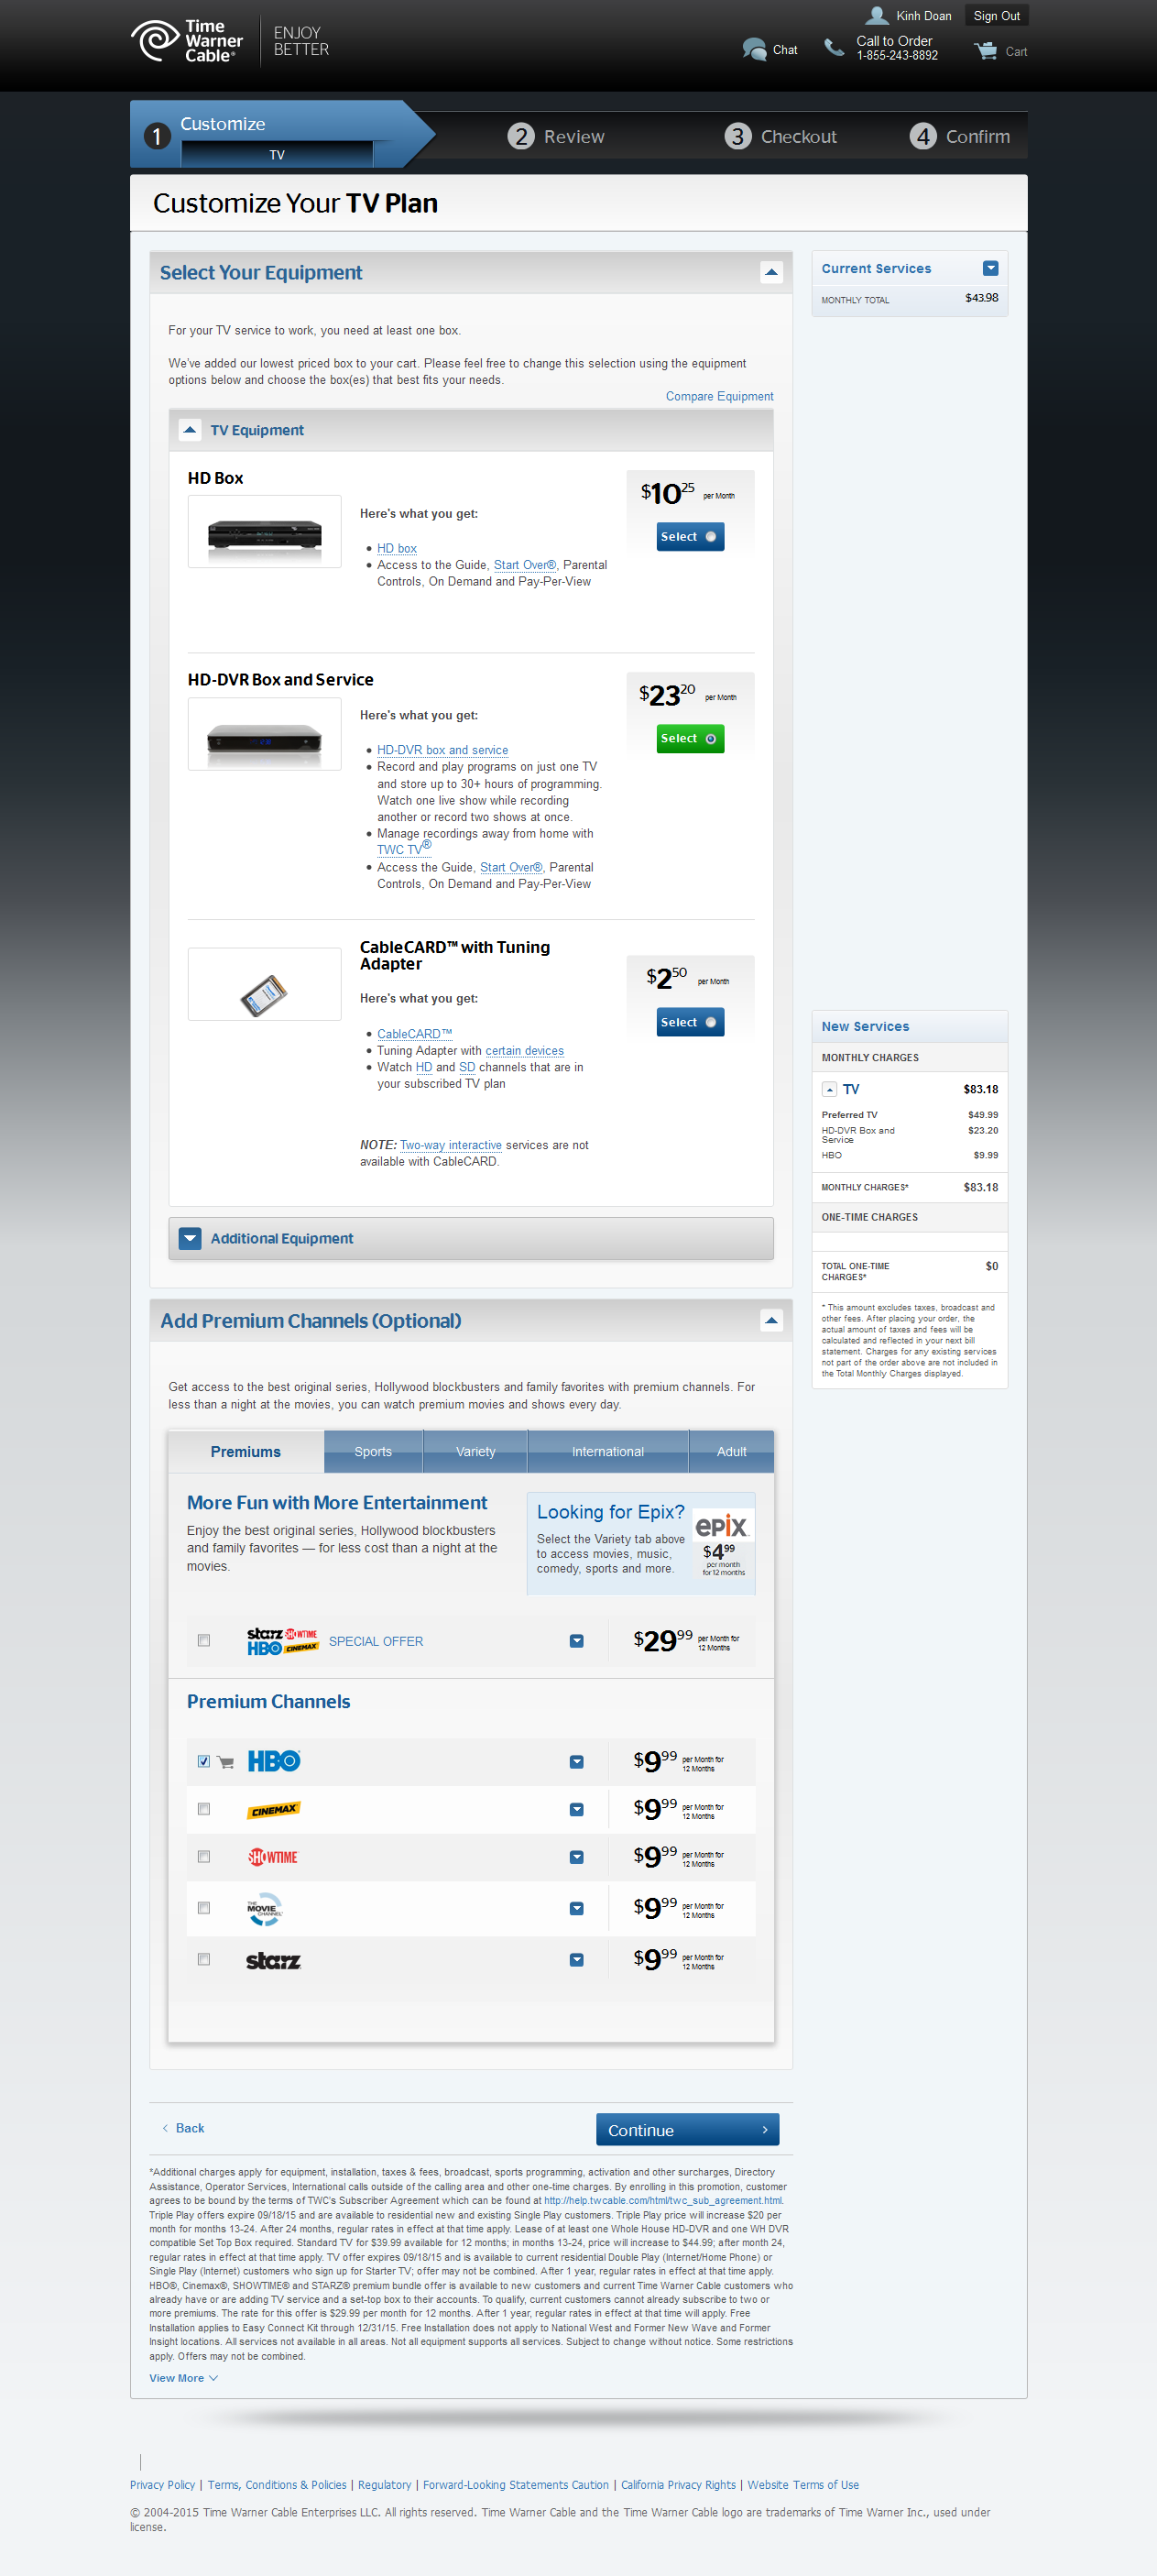 Time
Warner
Cable®
ENJOY
BETTER
Kinh Doan
Sign Out
Chat
Call to Order
1-855-243-8892
Cart
1
Customize
TV
2 Review
3 Checkout
4 Confirm
Customize Your TV Plan
Select Your Equipment
For your TV service to work, you need at least one box.
We've added our lowest priced box to your cart. Please feel free to change this selection using the equipment
options below and choose the box(es) that best fits your needs.
Compare Equipment
TV Equipment
HD Box
$10 25 per Month
Select
Here's what you get:
HD box
Access to the Guide, Start Over®, Parental
Controls, On Demand and Pay-Per-View
HD-DVR Box and Service
$23 20 per Month
Select
Here's what you get:
HD-DVR box and service
Record and play programs on just one TV
and store up to 30+ hours of programming.
Watch one live show while recording
another or record two shows at once.
Manage recordings away from home with
TWC TV®
Access the Guide, Start Over®, Parental
Controls, On Demand and Pay-Per-View
CableCARD™ with Tuning
Adapter
$2 50 per Month
Select
Here's what you get:
CableCARD™
Tuning Adapter with certain devices
Watch HD and SD channels that are in
your subscribed TV plan
NOTE: Two-way interactive services are not
available with CableCARD.
Additional Equipment
Add Premium Channels (Optional)
Get access to the best original series, Hollywood blockbusters and family favorites with premium channels. For
less than a night at the movies, you can watch premium movies and shows every day.
Premiums
Sports
Variety
International
Adult
More Fun with More Entertainment
Enjoy the best original series, Hollywood blockbusters
and family favorites — for less cost than a night at the
movies.
Looking for Epix?
Select the Variety tab above
to access movies, music,
comedy, sports and more.
epix
$4 99
per month
for 12 months
starz SHOWTIME
HBO CINEMAX
SPECIAL OFFER
$29 99 per Month for
12 Months
Premium Channels
HBO
$9 99 per Month for
12 Months
CINEMAX
$9 99 per Month for
12 Months
SHOWTIME
$9 99 per Month for
12 Months
THE
MOVIE
CHANNEL
$9 99 per Month for
12 Months
starz
$9 99 per Month for
12 Months
Back
Continue
*Additional charges apply for equipment, installation, taxes & fees, broadcast, sports programming, activation and other surcharges, Directory
Assistance, Operator Services, International calls outside of the calling area and other one-time charges. By enrolling in this promotion, customer
agrees to be bound by the terms of TWC's Subscriber Agreement which can be found at http://help.twcable.com/html/twc_sub_agreement.html.
Triple Play offers expire 09/18/15 and are available to residential new and existing Single Play customers. Triple Play price will increase $20 per
month for months 13-24. After 24 months, regular rates in effect at that time apply. Lease of at least one Whole House HD-DVR and one WH DVR
compatible Set Top Box required. Standard TV for $39.99 available for 12 months; in months 13-24, price will increase to $44.99; after month 24,
regular rates in effect at that time apply. TV offer expires 09/18/15 and is available to current residential Double Play (Internet/Home Phone) or
Single Play (Internet) customers who sign up for Starter TV; offer may not be combined. After 1 year, regular rates in effect at that time apply.
HBO®, Cinemax®, SHOWTIME® and STARZ® premium bundle offer is available to new customers and current Time Warner Cable customers who
already have or are adding TV service and a set-top box to their accounts. To qualify, current customers cannot already subscribe to two or
more premiums. The rate for this offer is $29.99 per month for 12 months. After 1 year, regular rates in effect at that time will apply. Free
Installation applies to Easy Connect Kit through 12/31/15. Free Installation does not apply to National West and Former New Wave and Former
Insight locations. All services not available in all areas. Not all equipment supports all services. Subject to change without notice. Some restrictions
apply. Offers may not be combined.
View More
Current Services
MONTHLY TOTAL $43.98
New Services
MONTHLY CHARGES
TV $83.18
Preferred TV $49.99
HD-DVR Box and
Service $23.20
HBO $9.99
MONTHLY CHARGES* $83.18
ONE-TIME CHARGES
TOTAL ONE-TIME
CHARGES* $0
* This amount excludes taxes, broadcast and
other fees. After placing your order, the
actual amount of taxes and fees will be
calculated and reflected in your next bill
statement. Charges for any existing services
not part of the order above are not included in
the Total Monthly Charges displayed.
Privacy Policy | Terms, Conditions & Policies | Regulatory | Forward-Looking Statements Caution | California Privacy Rights | Website Terms of Use
© 2004-2015 Time Warner Cable Enterprises LLC. All rights reserved. Time Warner Cable and the Time Warner Cable logo are trademarks of Time Warner Inc., used under
license.